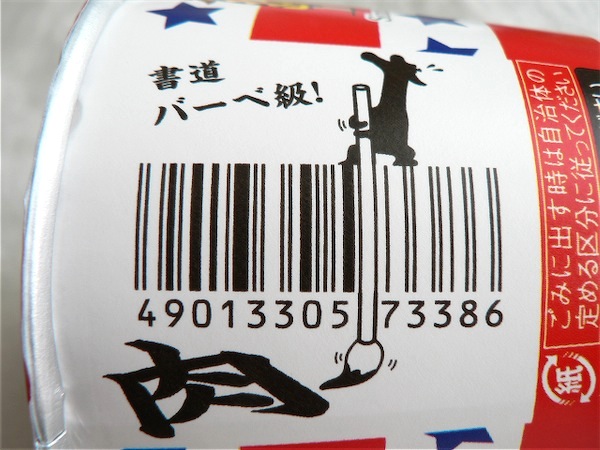 書道
バーベ級!
4901330573386
肉
ごみに出す時は自治体の
定める区分に従ってください
紙